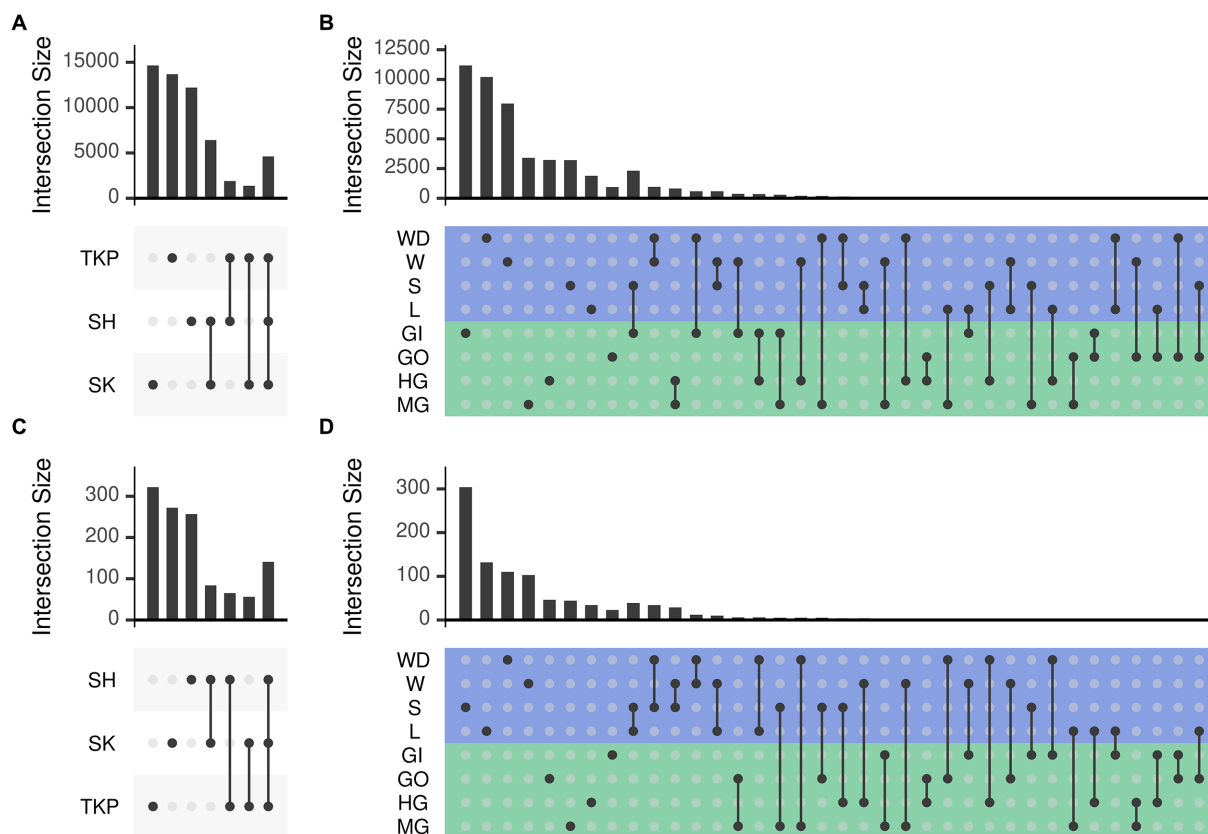 A
Intersection Size
15000
10000
5000
0
TKP
SH
SK
B
Intersection Size
12500
10000
7500
5000
2500
0
WD
W
S
L
GI
GO
HG
MG
C
Intersection Size
300
200
100
0
SH
SK
TKP
D
Intersection Size
300
200
100
0
WD
W
S
L
GI
GO
HG
MG